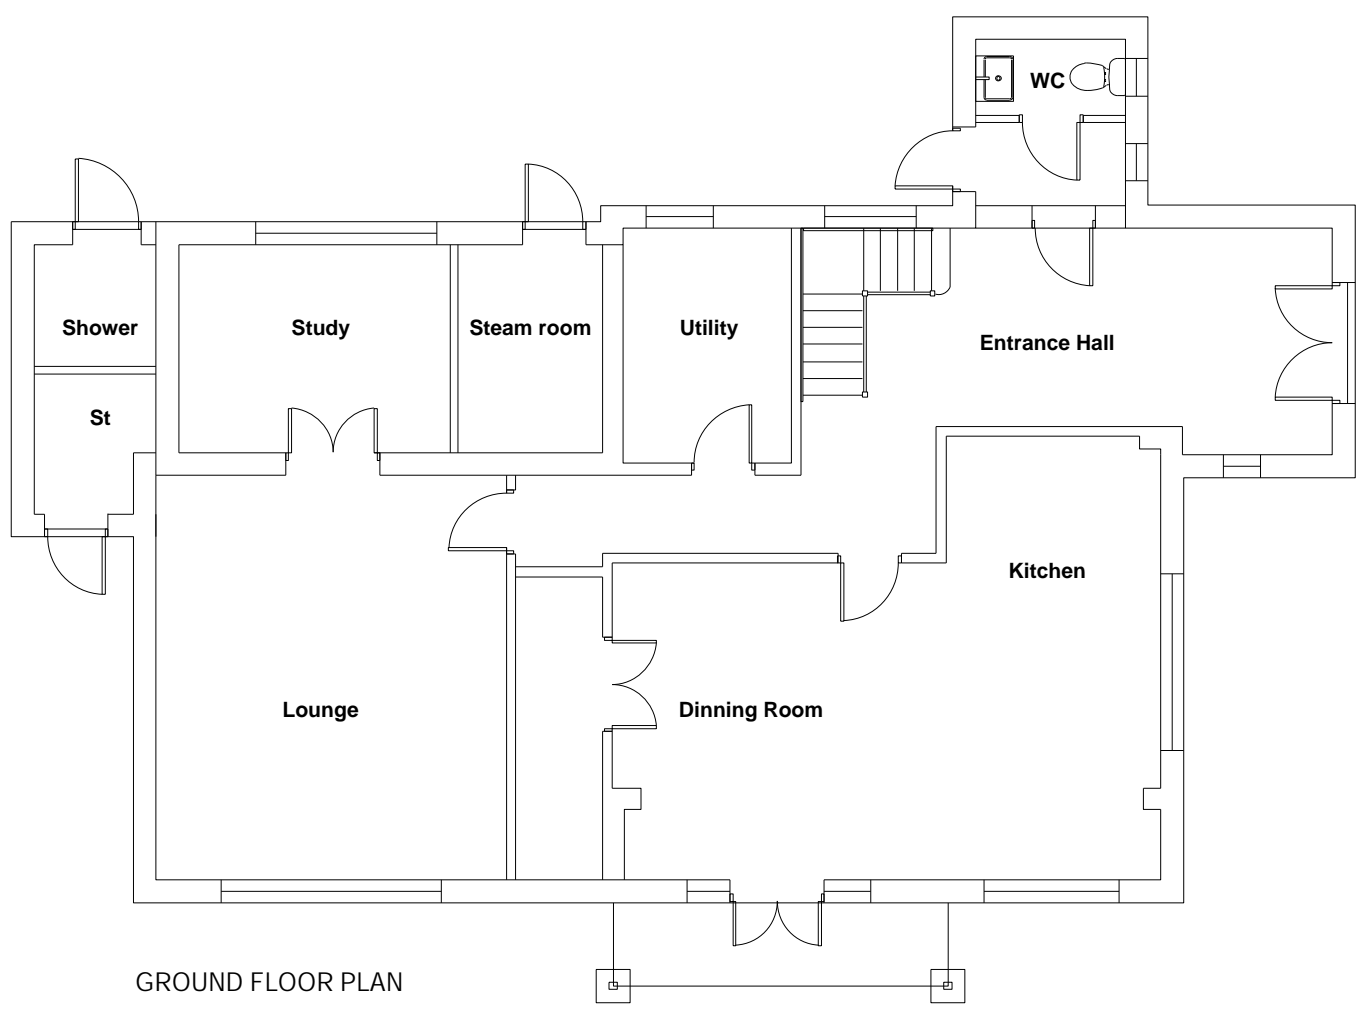 WC
Shower
Study
Steam room
Utility
Entrance Hall
St
Kitchen
Lounge
Dinning Room
GROUND FLOOR PLAN